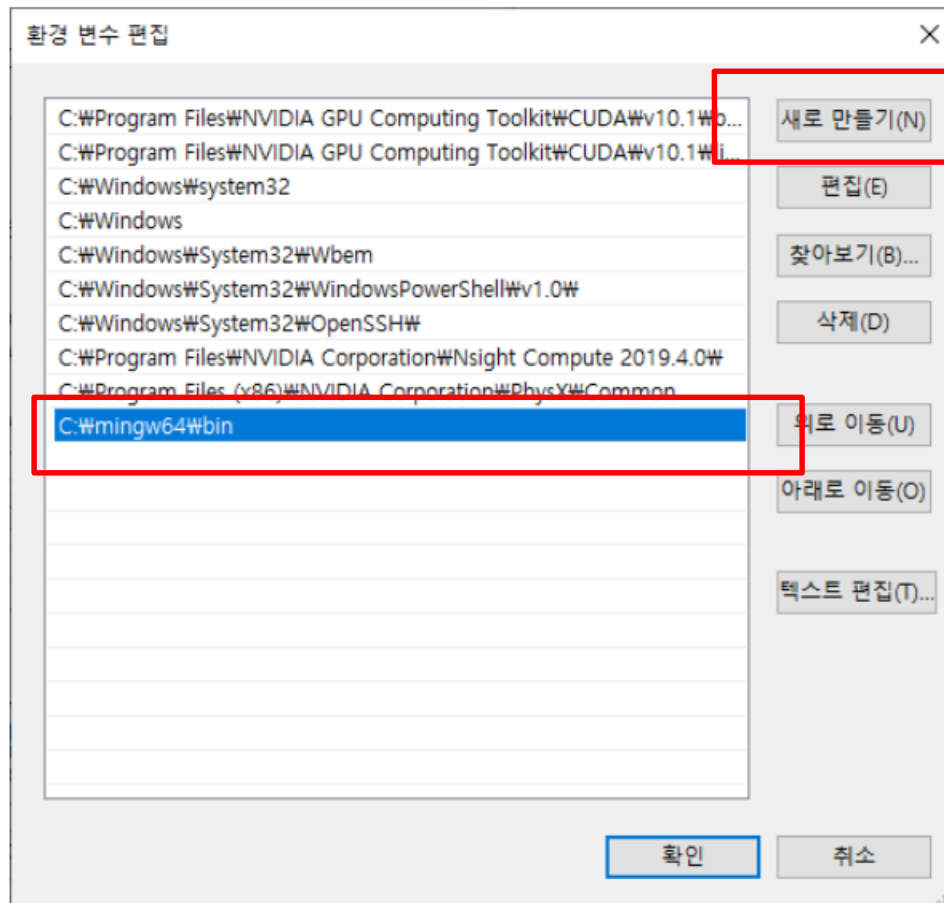 환경 변수 편집
C:₩Program Files₩NVIDIA GPU Computing Toolkit₩CUDA₩v10.1₩b...
C:₩Program Files₩NVIDIA GPU Computing Toolkit₩CUDA₩v10.1₩li...
C:₩Windows₩system32
C:₩Windows
C:₩Windows₩System32₩Wbem
C:₩Windows₩System32₩WindowsPowerShell₩v1.0₩
C:₩Windows₩System32₩OpenSSH₩
C:₩Program Files₩NVIDIA Corporation₩Nsight Compute 2019.4.0₩
C:₩Program Files (x86)₩NVIDIA Corporation₩PhysX₩Common
C:₩mingw64₩bin
새로 만들기(N)
편집(E)
찾아보기(B)...
삭제(D)
위로 이동(U)
아래로 이동(O)
텍스트 편집(T)...
확인
취소